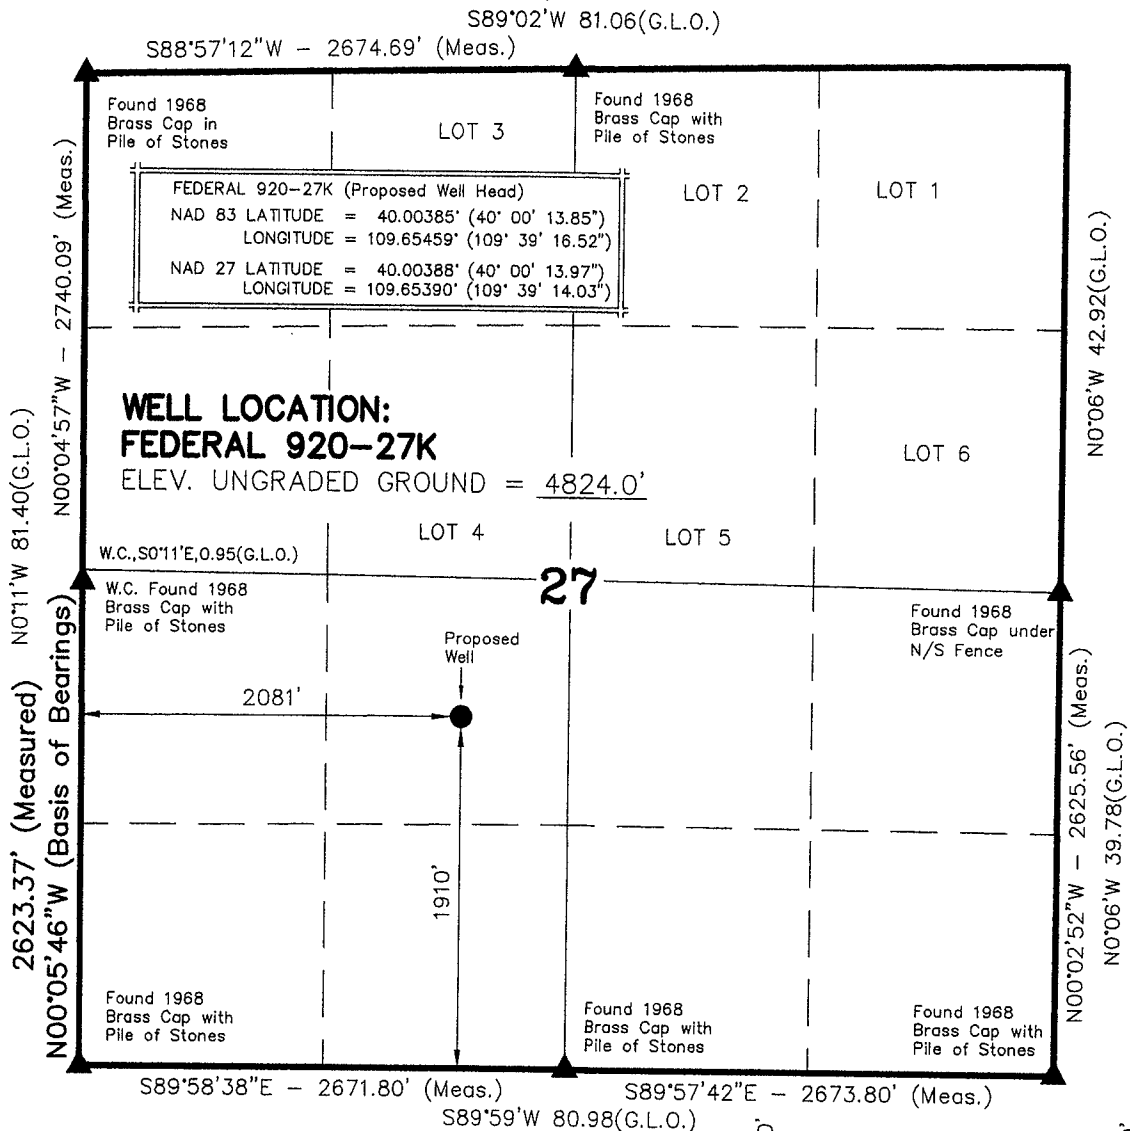 S89°02'W 81.06(G.L.O.)
S88°57'12"W - 2674.69' (Meas.)
Found 1968
Brass Cap in
Pile of Stones
LOT 3
Found 1968
Brass Cap with
Pile of Stones
LOT 2
LOT 1
FEDERAL 920-27K (Proposed Well Head)
NAD 83 LATITUDE = 40.00385° (40° 00' 13.85")
LONGITUDE = 109.65459° (109° 39' 16.52")
NAD 27 LATITUDE = 40.00388° (40° 00' 13.97")
LONGITUDE = 109.65390° (109° 39' 14.03")
N00°04'57"W - 2740.09' (Meas.)
N0°11'W 81.40(G.L.O.)
N0°06'W 42.92(G.L.O.)
WELL LOCATION:
FEDERAL 920-27K
ELEV. UNGRADED GROUND = 4824.0'
LOT 6
LOT 4
LOT 5
W.C.,S0°11'E,0.95(G.L.O.)
27
W.C. Found 1968
Brass Cap with
Pile of Stones
Found 1968
Brass Cap under
N/S Fence
Proposed
Well
2081'
1910'
2623.37' (Measured)
N00°05'46"W (Basis of Bearings)
N00°02'52"W - 2625.56' (Meas.)
N0°06'W 39.78(G.L.O.)
Found 1968
Brass Cap with
Pile of Stones
Found 1968
Brass Cap with
Pile of Stones
Found 1968
Brass Cap with
Pile of Stones
S89°58'38"E - 2671.80' (Meas.)
S89°57'42"E - 2673.80' (Meas.)
S89°59'W 80.98(G.L.O.)